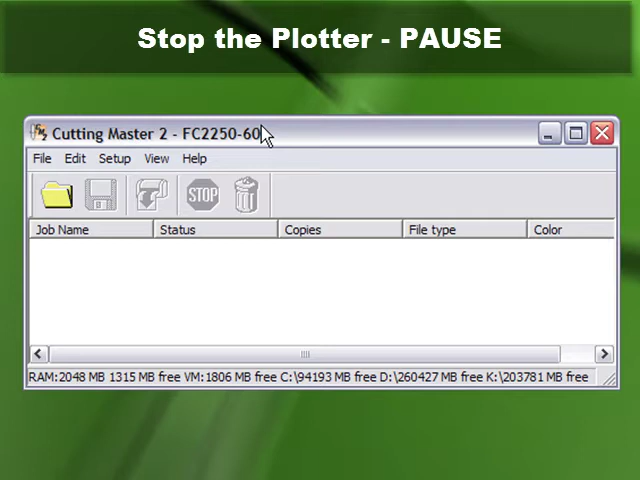 Stop the Plotter - PAUSE
Cutting Master 2 - FC2250-60
File Edit Setup View Help
STOP
Job Name Status Copies File type Color
RAM:2048 MB 1315 MB free VM:1806 MB free C:\94193 MB free D:\260427 MB free K:\203781 MB free